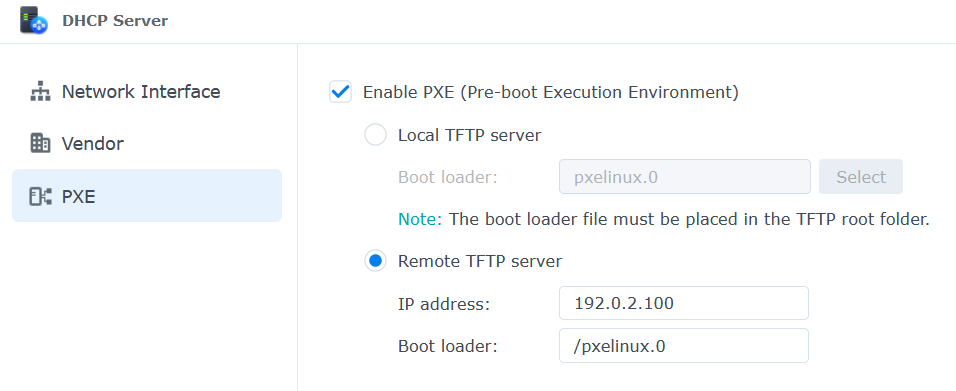 DHCP Server
Network Interface
Vendor
PXE
Enable PXE (Pre-boot Execution Environment)
Local TFTP server
Boot loader: pxelinux.0 Select
Note: The boot loader file must be placed in the TFTP root folder.
Remote TFTP server
IP address: 192.0.2.100
Boot loader: /pxelinux.0